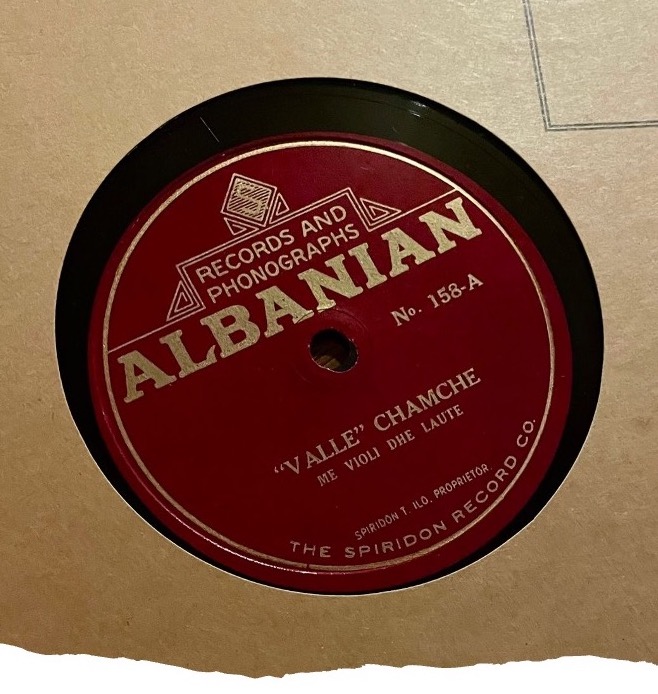 RECORDS AND
PHONOGRAPHS
ALBANIAN
No. 158-A
"VALLE" CHAMCHE
ME VIOLI DHE LAUTE
SPIRIDON T. ILO, PROPRIETOR
THE SPIRIDON RECORD CO.